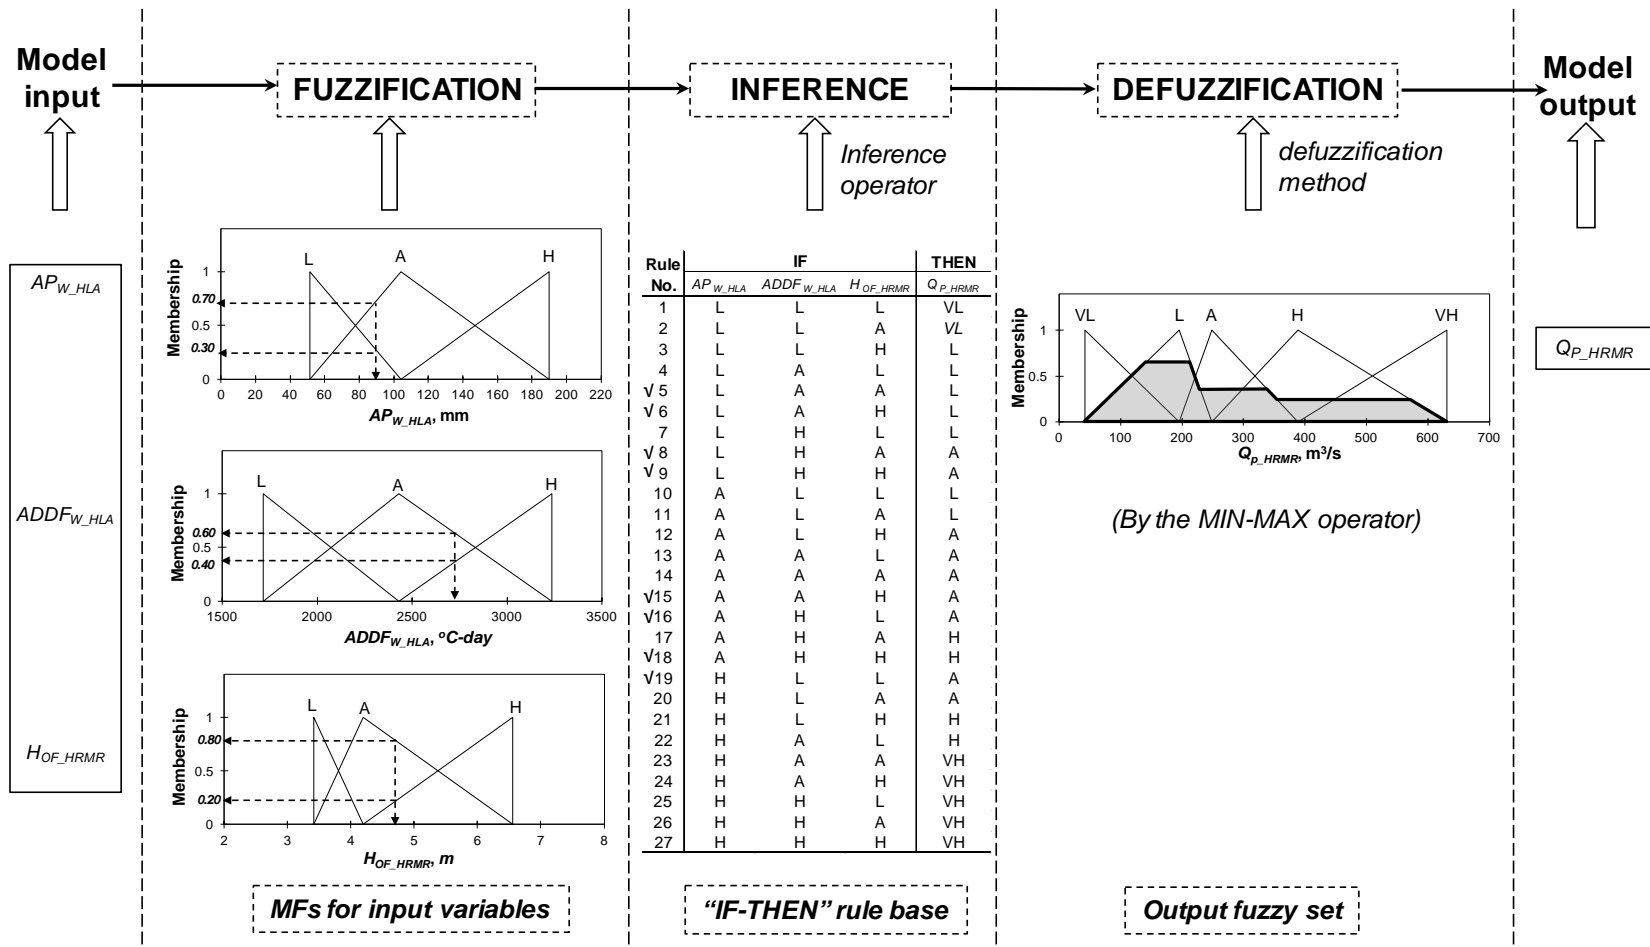 Model input
FUZZIFICATION
INFERENCE
DEFUZZIFICATION
Model output
Inference operator
defuzzification method
AP_W_HLA
ADDF_W_HLA
H_OF_HRMR
Membership
L A H
1
0.70
0.5
0.30
0
0 20 40 60 80 100 120 140 160 180 200 220
AP_W_HLA, mm
Membership
L A H
1
0.60
0.5
0.40
0
1500 2000 2500 3000 3500
ADDF_W_HLA, ºC-day
Membership
L A H
1
0.80
0.5
0.20
0
2 3 4 5 6 7 8
H_OF_HRMR, m
MFs for input variables
Rule IF THEN
No. AP_W_HLA ADDF_W_HLA H_OF_HRMR Q_P_HRMR
1 L L L VL
2 L L A VL
3 L L H L
4 L A L L
√ 5 L A A L
√ 6 L A H L
7 L H L L
√ 8 L H A A
√ 9 L H H A
10 A L L L
11 A L A L
12 A L H A
13 A A L A
14 A A A A
√15 A A H A
√16 A H L A
17 A H A H
√18 A H H H
√19 H L L A
20 H L A A
21 H L H H
22 H A L H
23 H A A VH
24 H A H VH
25 H H L VH
26 H H A VH
27 H H H VH
“IF-THEN” rule base
Membership
VL L A H VH
1
0.5
0
0 100 200 300 400 500 600 700
Q_p_HRMR, m³/s
(By the MIN-MAX operator)
Output fuzzy set
Q_P_HRMR